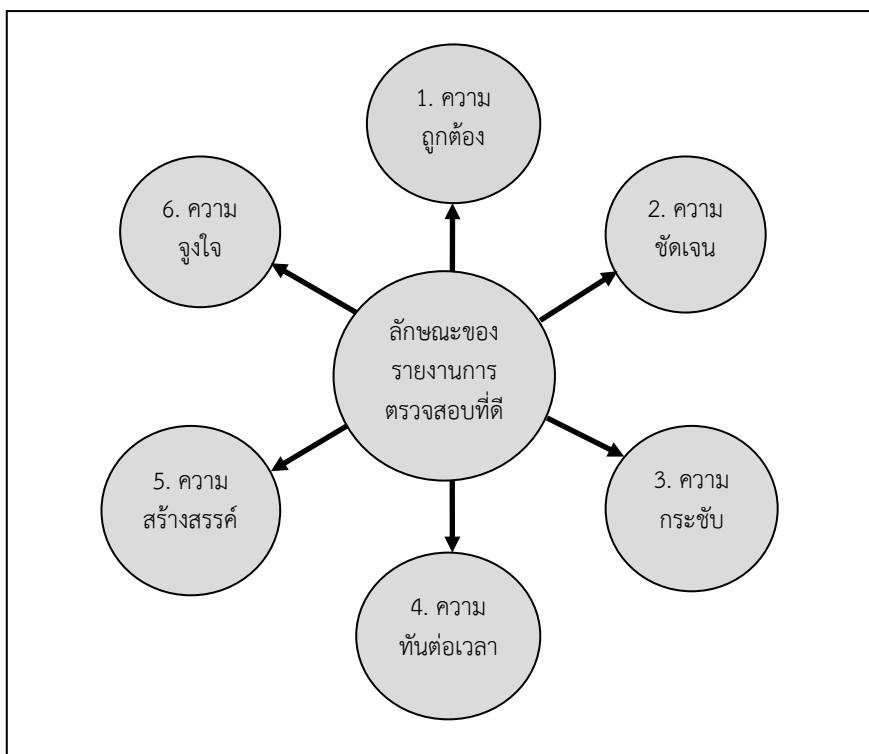 1. ความ
ถูกต้อง
2. ความ
ชัดเจน
3. ความ
กระชับ
4. ความ
ทันต่อเวลา
5. ความ
สร้างสรรค์
6. ความ
จูงใจ
ลักษณะของ
รายงานการ
ตรวจสอบที่ดี